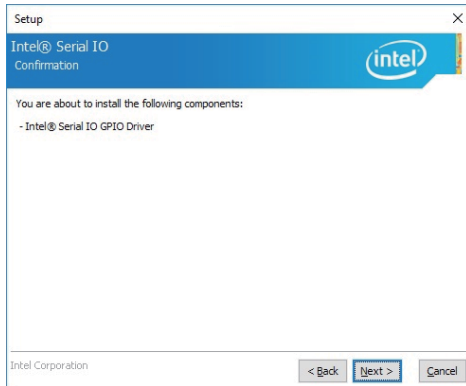 Setup
Intel® Serial IO
Confirmation
intel
You are about to install the following components:
- Intel® Serial IO GPIO Driver
Intel Corporation
< Back
Next >
Cancel